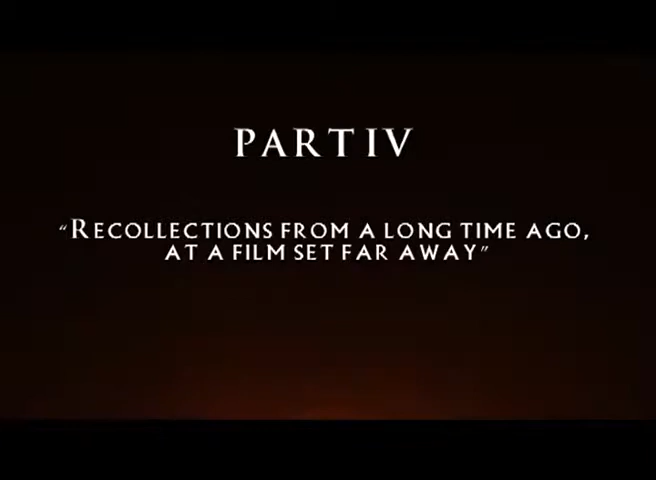 PART IV
“RECOLLECTIONS FROM A LONG TIME AGO,
AT A FILM SET FAR AWAY”